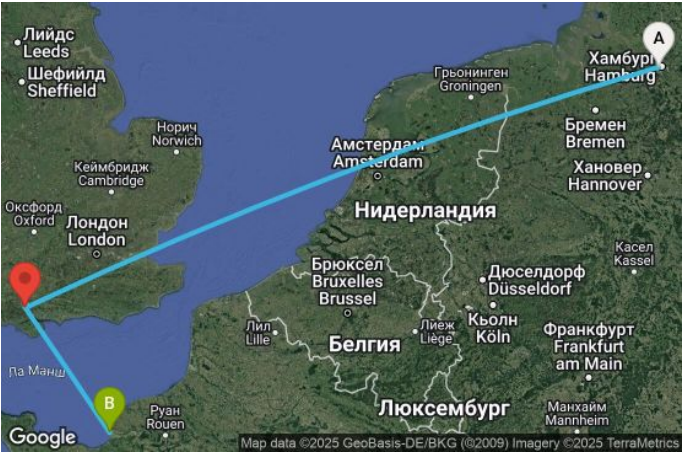 A
Лийдс
Leeds
Хамбург
Hamburg
Шефийлд
Sheffield
Грьонинген
Groningen
Норич
Norwich
Бремен
Bremen
Амстердам
Amsterdam
Кеймбридж
Cambridge
Хановер
Hannover
Оксфорд
Oxford
Лондон
London
Нидерландия
Касел
Kassel
Брюксел
Bruxelles
Brussel
Дюселдорф
Düsseldorf
Лил
Lille
Лиеж
Liège
Кьолн
Köln
Белгия
Франкфурт
Frankfurt
am Main
Ла Манш
B
Руан
Rouen
Люксембург
Манхайм
Mannheim
Google
Map data ©2025 GeoBasis-DE/BKG (©2009) Imagery ©2025 TerraMetrics